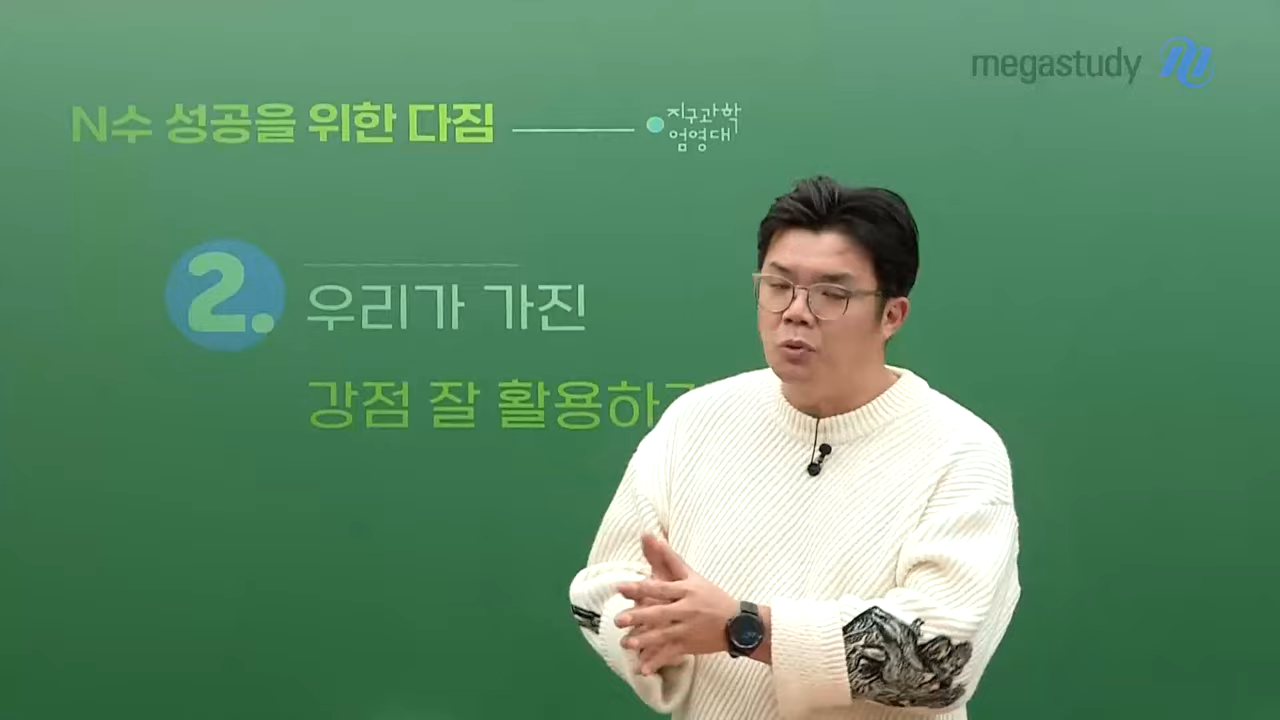 megastudy
N수 성공을 위한 다짐
지구과학
엄영대
2.
우리가 가진
강점 잘 활용하